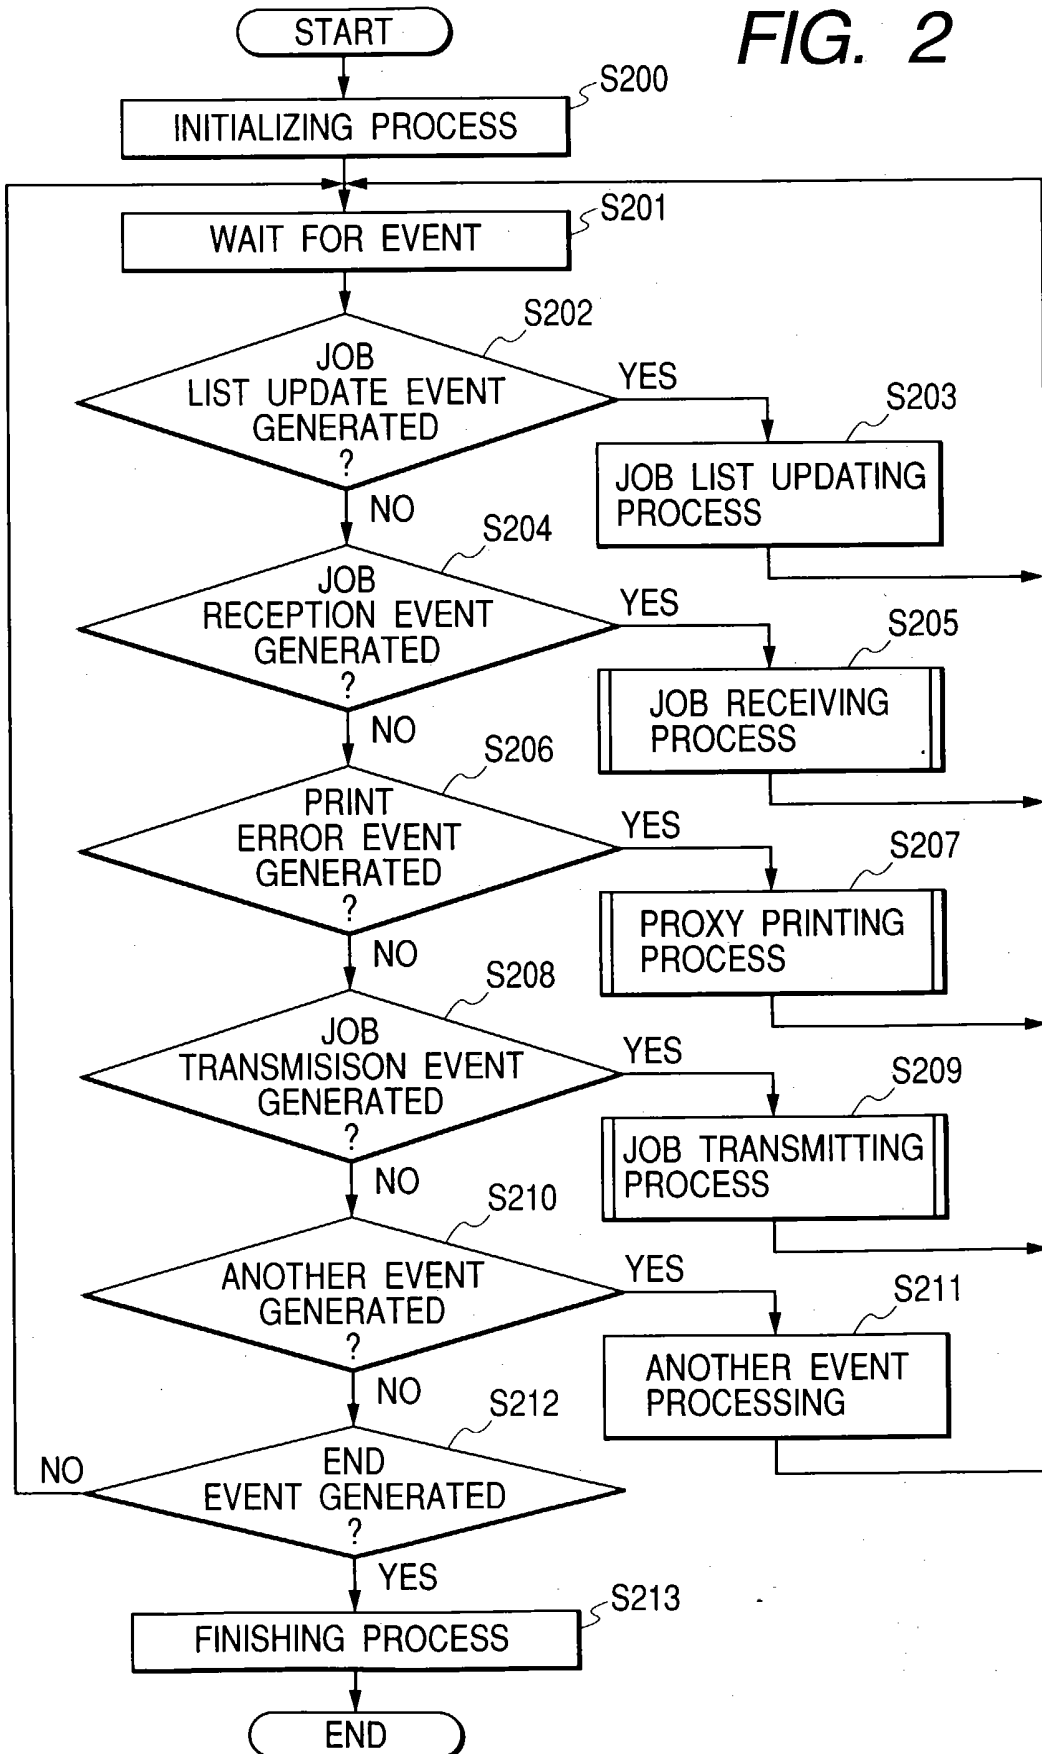 FIG. 2
START
S200
INITIALIZING PROCESS
S201
WAIT FOR EVENT
S202
JOB
LIST UPDATE EVENT
GENERATED
?
YES
NO
S203
JOB LIST UPDATING
PROCESS
S204
JOB
RECEPTION EVENT
GENERATED
?
YES
NO
S205
JOB RECEIVING
PROCESS
S206
PRINT
ERROR EVENT
GENERATED
?
YES
NO
S207
PROXY PRINTING
PROCESS
S208
JOB
TRANSMISISON EVENT
GENERATED
?
YES
NO
S209
JOB TRANSMITTING
PROCESS
S210
ANOTHER EVENT
GENERATED
?
YES
NO
S211
ANOTHER EVENT
PROCESSING
S212
END
EVENT GENERATED
?
NO
YES
S213
FINISHING PROCESS
END